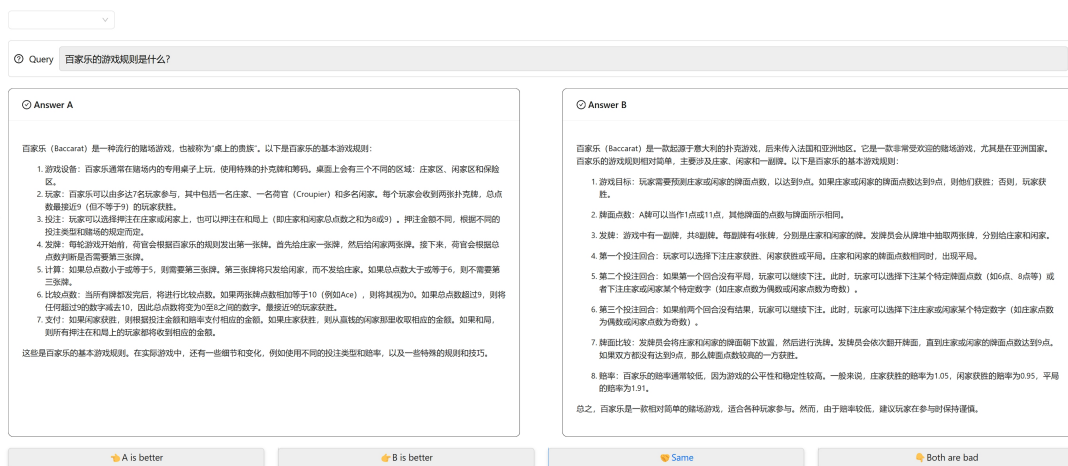 Query
百家乐的游戏规则是什么?
Answer A
百家乐（Baccarat）是一种流行的赌场游戏，也被称为"桌上的贵族"。以下是百家乐的基本游戏规则：
1. 游戏设备：百家乐通常在赌场内的专用桌子上玩，使用特殊的扑克牌和筹码。桌面上会有三个不同的区域：庄家区、闲家区和保险
区。
2. 玩家：百家乐可以由多达7名玩家参与，其中包括一名庄家、一名荷官（Croupier）和多名闲家。每个玩家会收到两张扑克牌，总点
数最接近9（但不等于9）的玩家获胜。
3. 投注：玩家可以选择押注在庄家或闲家上，也可以押注在和局上（即庄家和闲家总点数之和为8或9）。押注金额不同，根据不同的
投注类型和赌场的规定而定。
4. 发牌：每轮游戏开始前，荷官会根据百家乐的规则发出第一张牌。首先给庄家一张牌，然后给闲家两张牌。接下来，荷官会根据总
点数判断是否需要第三张牌。
5. 计算：如果总点数小于或等于5，则需要第三张牌。第三张牌将只发给闲家，而不发给庄家。如果总点数大于或等于6，则不需要第
三张牌。
6. 比较点数：当所有牌都发完后，将进行比较点数。如果两张牌点数相加等于10（例如Ace），则将其视为0。如果总点数超过9，则将
任何超过9的数字减去10，因此总点数将变为0至8之间的数字。最接近9的玩家获胜。
7. 支付：如果闲家获胜，则根据投注金额和赔率支付相应的金额。如果庄家获胜，则从赢钱的闲家那里收取相应的金额。如果和局，
则所有押注在和局上的玩家都将收到相应的金额。
这些是百家乐的基本游戏规则。在实际游戏中，还有一些细节和变化，例如使用不同的投注类型和赔率，以及一些特殊的规则和技巧。
Answer B
百家乐（Baccarat）是一款起源于意大利的扑克游戏，后来传入法国和亚洲地区。它是一款非常受欢迎的赌场游戏，尤其是在亚洲国家。
百家乐的游戏规则相对简单，主要涉及庄家、闲家和一副牌。以下是百家乐的基本游戏规则：
1. 游戏目标：玩家需要预测庄家或闲家的牌面点数，以达到9点。如果庄家或闲家的牌面点数达到9点，则他们获胜；否则，玩家获
胜。
2. 牌面点数：A牌可以当作1点或11点，其他牌面的点数与牌面所示相同。
3. 发牌：游戏中有一副牌，共8副牌。每副牌有4张牌，分别是庄家和闲家的牌。发牌员会从牌堆中抽取两张牌，分别给庄家和闲家。
4. 第一个投注回合：玩家可以选择下注庄家获胜、闲家获胜或平局。庄家和闲家的牌面点数相同时，出现平局。
5. 第二个投注回合：如果第一个回合没有平局，玩家可以继续下注。此时，玩家可以选择下注某个特定牌面点数（如6点、8点等）或
者下注庄家或闲家某个特定数字（如庄家点数为偶数或闲家点数为奇数）。
6. 第三个投注回合：如果前两个回合没有结果，玩家可以继续下注。此时，玩家可以选择下注庄家或闲家某个特定数字（如庄家点数
为偶数或闲家点数为奇数）。
7. 牌面比较：发牌员会将庄家和闲家的牌面朝下放置，然后进行洗牌。发牌员会依次翻开牌面，直到庄家或闲家的牌面点数达到9点。
如果双方都没有达到9点，那么牌面点数较高的一方获胜。
8. 赔率：百家乐的赔率通常较低，因为游戏的公平性和稳定性较高。一般来说，庄家获胜的赔率为1.05，闲家获胜的赔率为0.95，平局
的赔率为1.91。
总之，百家乐是一款相对简单的赌场游戏，适合各种玩家参与。然而，由于赔率较低，建议玩家在参与时保持谨慎。
A is better
B is better
Same
Both are bad